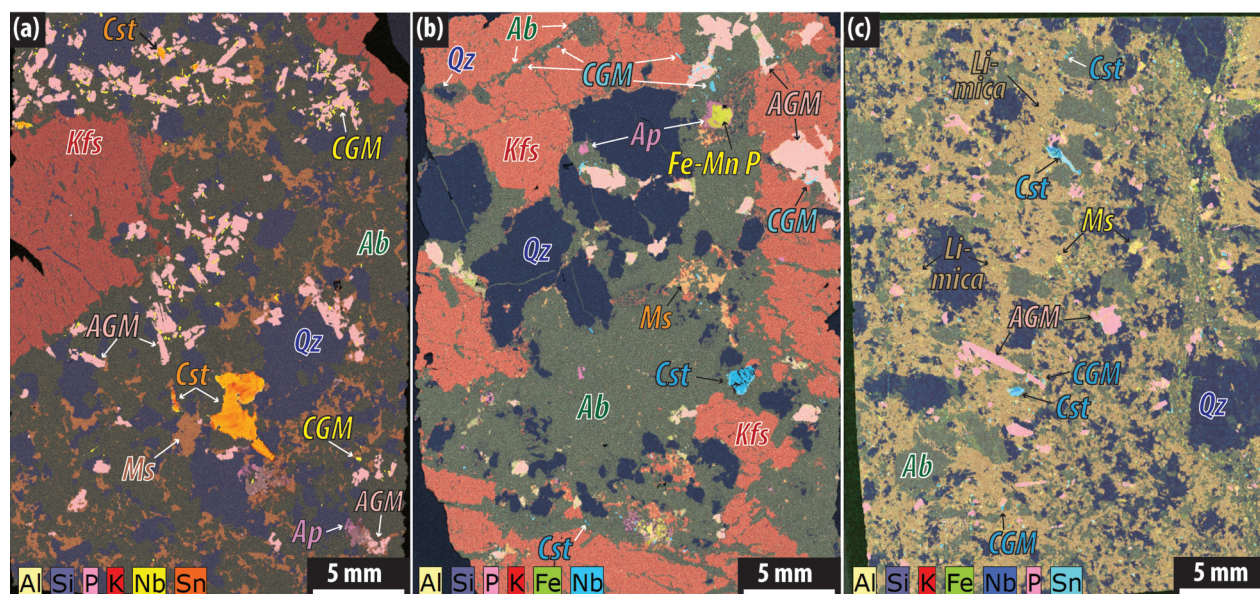 (a)
Cst
CGM
Kfs
Ab
AGM
Qz
Cst
CGM
Ms
AGM
Ap
Al Si P K Nb Sn
5 mm
(b)
Ab
Qz
CGM
AGM
Ap
Kfs
Fe-Mn P
CGM
Qz
Ms
Cst
Ab
Kfs
Cst
Al Si P K Fe Nb
5 mm
(c)
Li-
mica
Cst
Cst
Ms
Li-
mica
AGM
CGM
Cst
Qz
Ab
CGM
Al Si K Fe Nb P Sn
5 mm